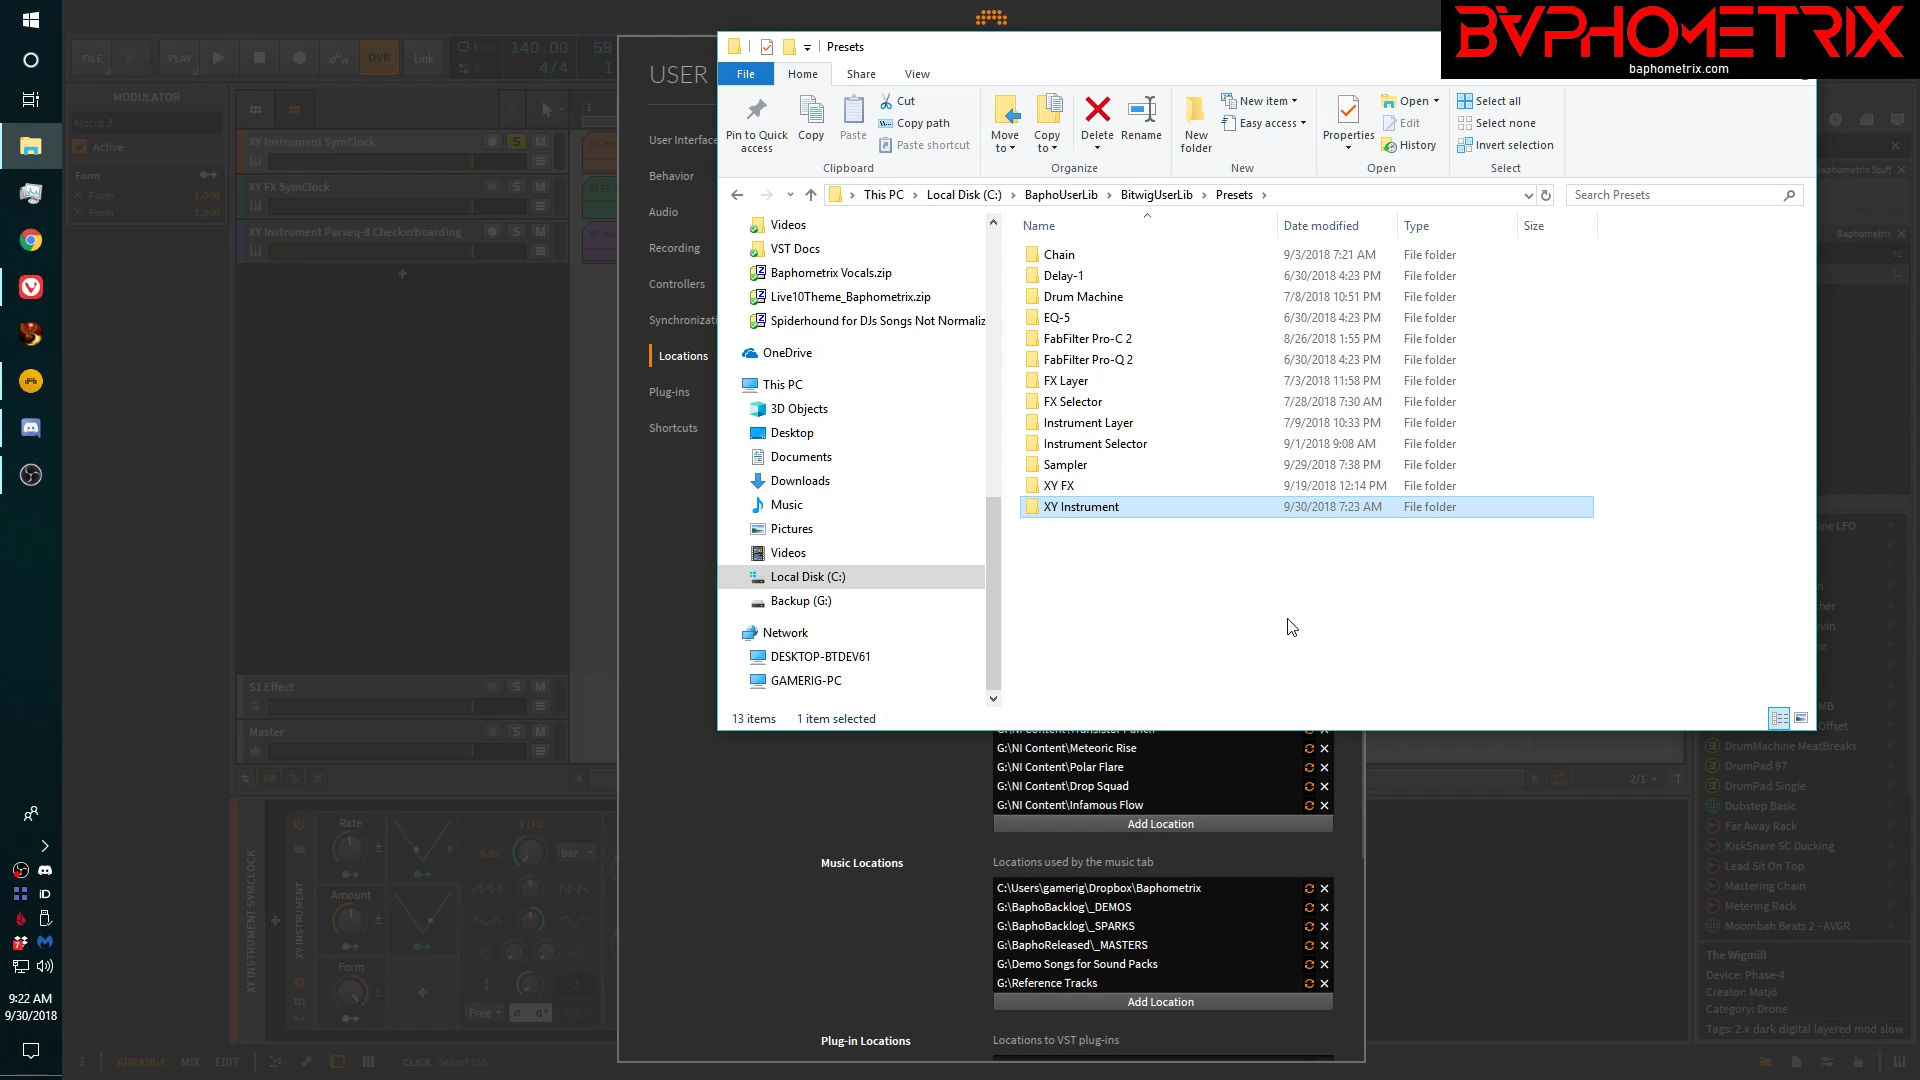 BAPHOMETRIX
baphometrix.com
FILE
PLAY
OVR
Link
140.00
4/4
59
1
MODULATOR
Macro 3
Active
Form
Form 1.000
Form 1.000
XY Instrument SymClock
S M
XY FX SymClock
S M
XY Instrument Parseq-8 Checkerboarding
S M
1
S1 Effect
S M
Master
S M
USER
User Interface
Behavior
Audio
Recording
Controllers
Synchronizati
Locations
Plug-ins
Shortcuts
Presets
File
Home
Share
View
Pin to Quick access
Copy
Paste
Cut
Copy path
Paste shortcut
Clipboard
Move to
Copy to
Delete
Rename
Organize
New folder
New item
Easy access
New
Properties
Open
Edit
History
Open
Select all
Select none
Invert selection
Select
This PC
Local Disk (C:)
BaphoUserLib
BitwigUserLib
Presets
Search Presets
Videos
VST Docs
Baphometrix Vocals.zip
Live10Theme_Baphometrix.zip
Spiderhound for DJs Songs Not Normaliz
OneDrive
This PC
3D Objects
Desktop
Documents
Downloads
Music
Pictures
Videos
Local Disk (C:)
Backup (G:)
Network
DESKTOP-BTDEV61
GAMERIG-PC
Name Date modified Type Size
Chain 9/3/2018 7:21 AM File folder
Delay-1 6/30/2018 4:23 PM File folder
Drum Machine 7/8/2018 10:51 PM File folder
EQ-5 6/30/2018 4:23 PM File folder
FabFilter Pro-C 2 8/26/2018 1:55 PM File folder
FabFilter Pro-Q 2 6/30/2018 4:23 PM File folder
FX Layer 7/3/2018 11:58 PM File folder
FX Selector 7/28/2018 7:30 AM File folder
Instrument Layer 7/9/2018 10:33 PM File folder
Instrument Selector 9/1/2018 9:08 AM File folder
Sampler 9/29/2018 7:38 PM File folder
XY FX 9/19/2018 12:14 PM File folder
XY Instrument 9/30/2018 7:23 AM File folder
13 items 1 item selected
G:\NI Content\Meteoric Rise
G:\NI Content\Polar Flare
G:\NI Content\Drop Squad
G:\NI Content\Infamous Flow
Add Location
Music Locations
Locations used by the music tab
C:\Users\gamerig\Dropbox\Baphometrix
G:\BaphoBacklog\_DEMOS
G:\BaphoBacklog\_SPARKS
G:\BaphoReleased\_MASTERS
G:\Demo Songs for Sound Packs
G:\Reference Tracks
Add Location
Plug-in Locations
Locations to VST plug-ins
aphometrix Stuff
Baphometrix
ne LFO
MB
Offset
DrumMachine MeatBreaks
DrumPad 97
DrumPad Single
Dubstep Basic
Far Away Rack
KickSnare SC Ducking
Lead Sit On Top
Mastering Chain
Metering Rack
Moombah Beats 2 - AVGR
The Wigmill
Device: Phase-4
Creator: Matjö
Category: Drone
Tags: 2.x dark digital layered mod slow
2/1
XY INSTRUMENT SYMCLOCK
XY INSTRUMENT
Rate
Amount
Form
bar
Free
0°
9:22 AM
9/30/2018
ARRANGE
MIX
EDIT
CLICK Select tab